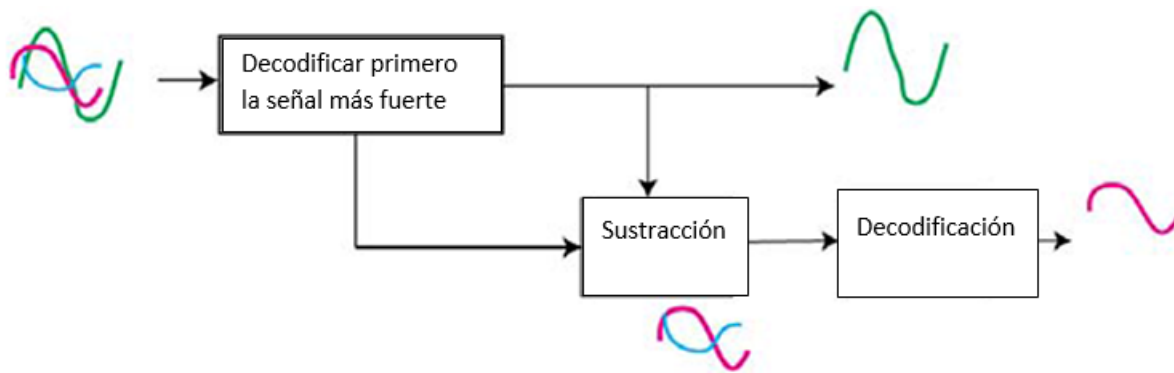 Decodificar primero
la señal más fuerte
Sustracción
Decodificación